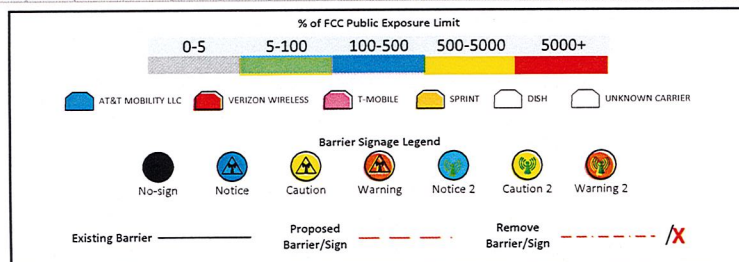 % of FCC Public Exposure Limit
0-5 5-100 100-500 500-5000 5000+
AT&T MOBILITY LLC VERIZON WIRELESS T-MOBILE SPRINT DISH UNKNOWN CARRIER
Barrier Signage Legend
No-sign Notice Caution Warning Notice 2 Caution 2 Warning 2
Existing Barrier Proposed Barrier/Sign Remove Barrier/Sign /X